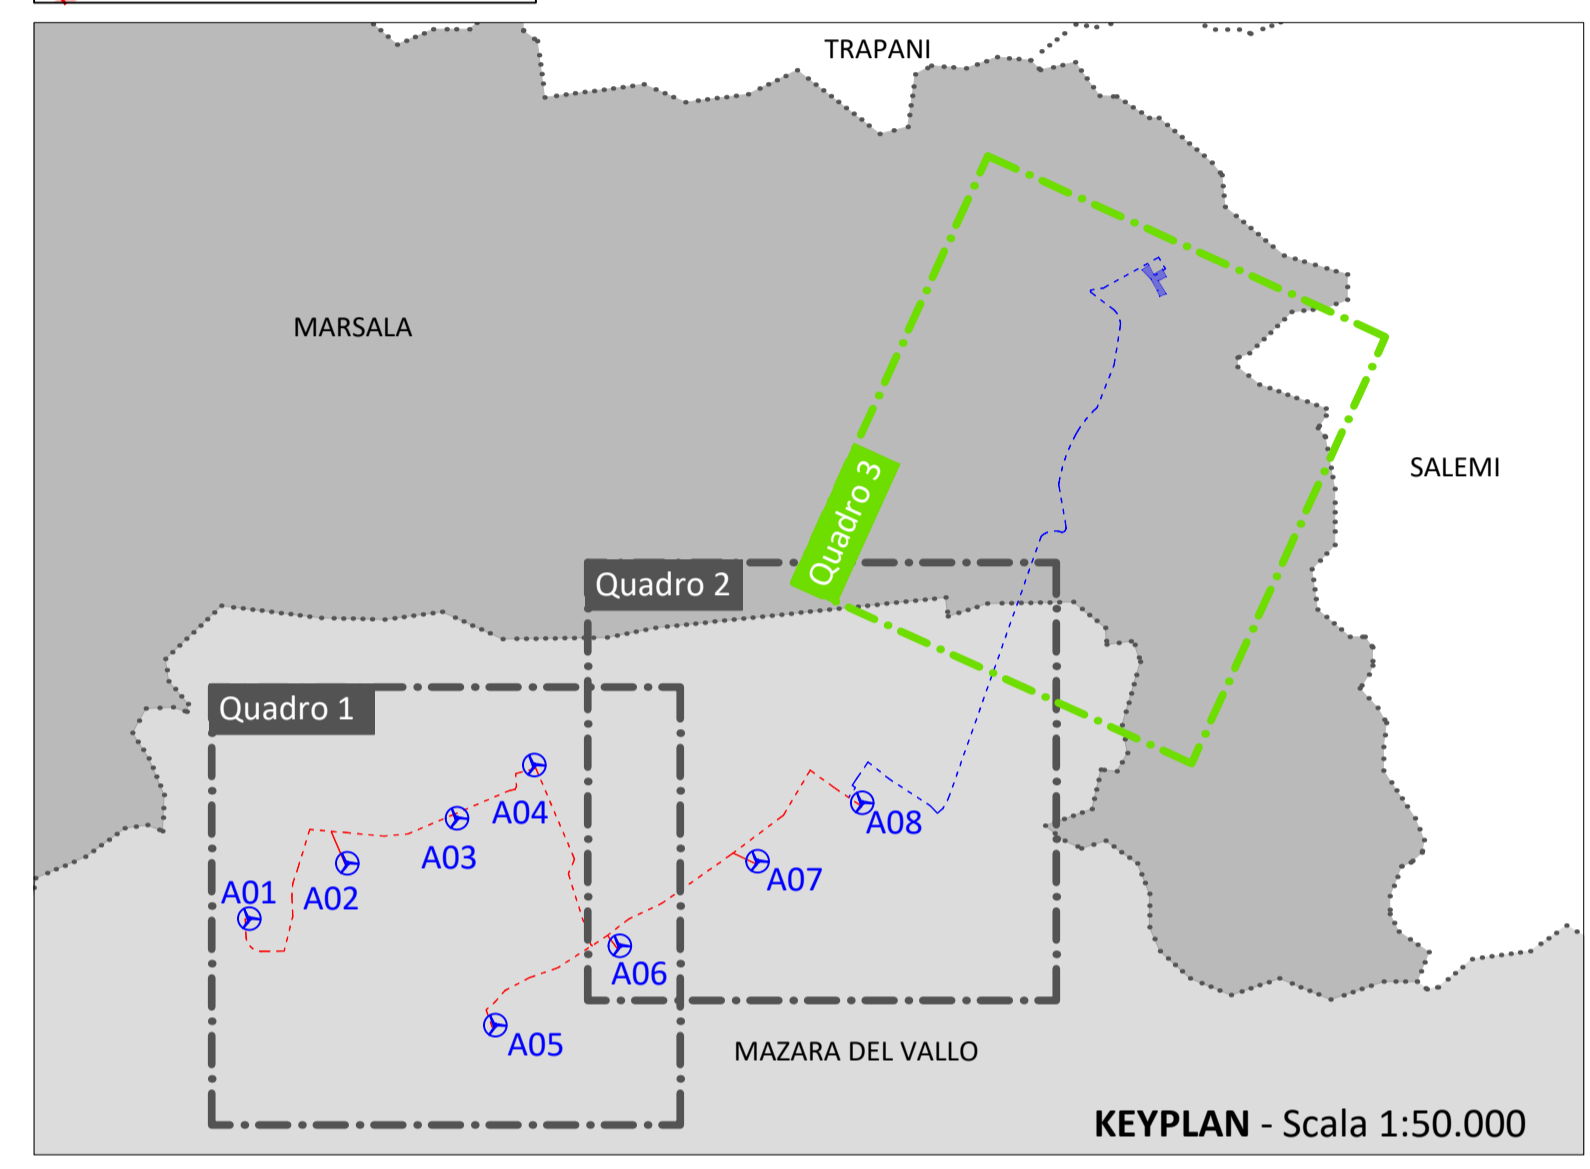 TRAPANI
MARSALA
SALEMI
Quadro 3
Quadro 2
Quadro 1
A04
A08
A03
A07
A01
A02
A06
A05
MAZARA DEL VALLO
KEYPLAN - Scala 1:50.000